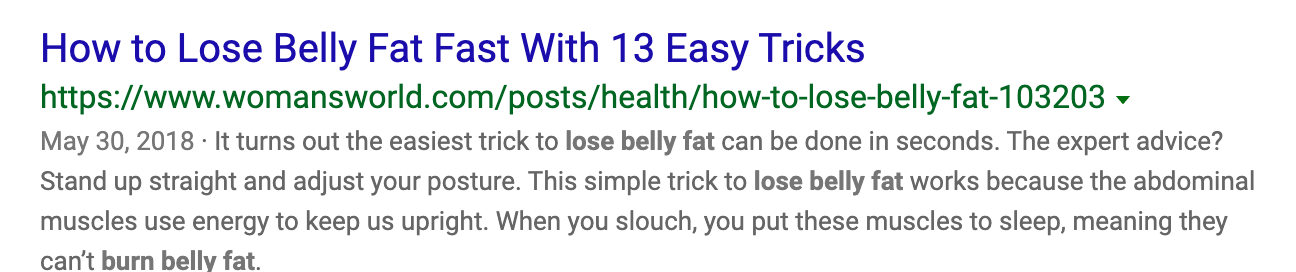 How to Lose Belly Fat Fast With 13 Easy Tricks
https://www.womansworld.com/posts/health/how-to-lose-belly-fat-103203
May 30, 2018 · It turns out the easiest trick to lose belly fat can be done in seconds. The expert advice?
Stand up straight and adjust your posture. This simple trick to lose belly fat works because the abdominal
muscles use energy to keep us upright. When you slouch, you put these muscles to sleep, meaning they
can’t burn belly fat.